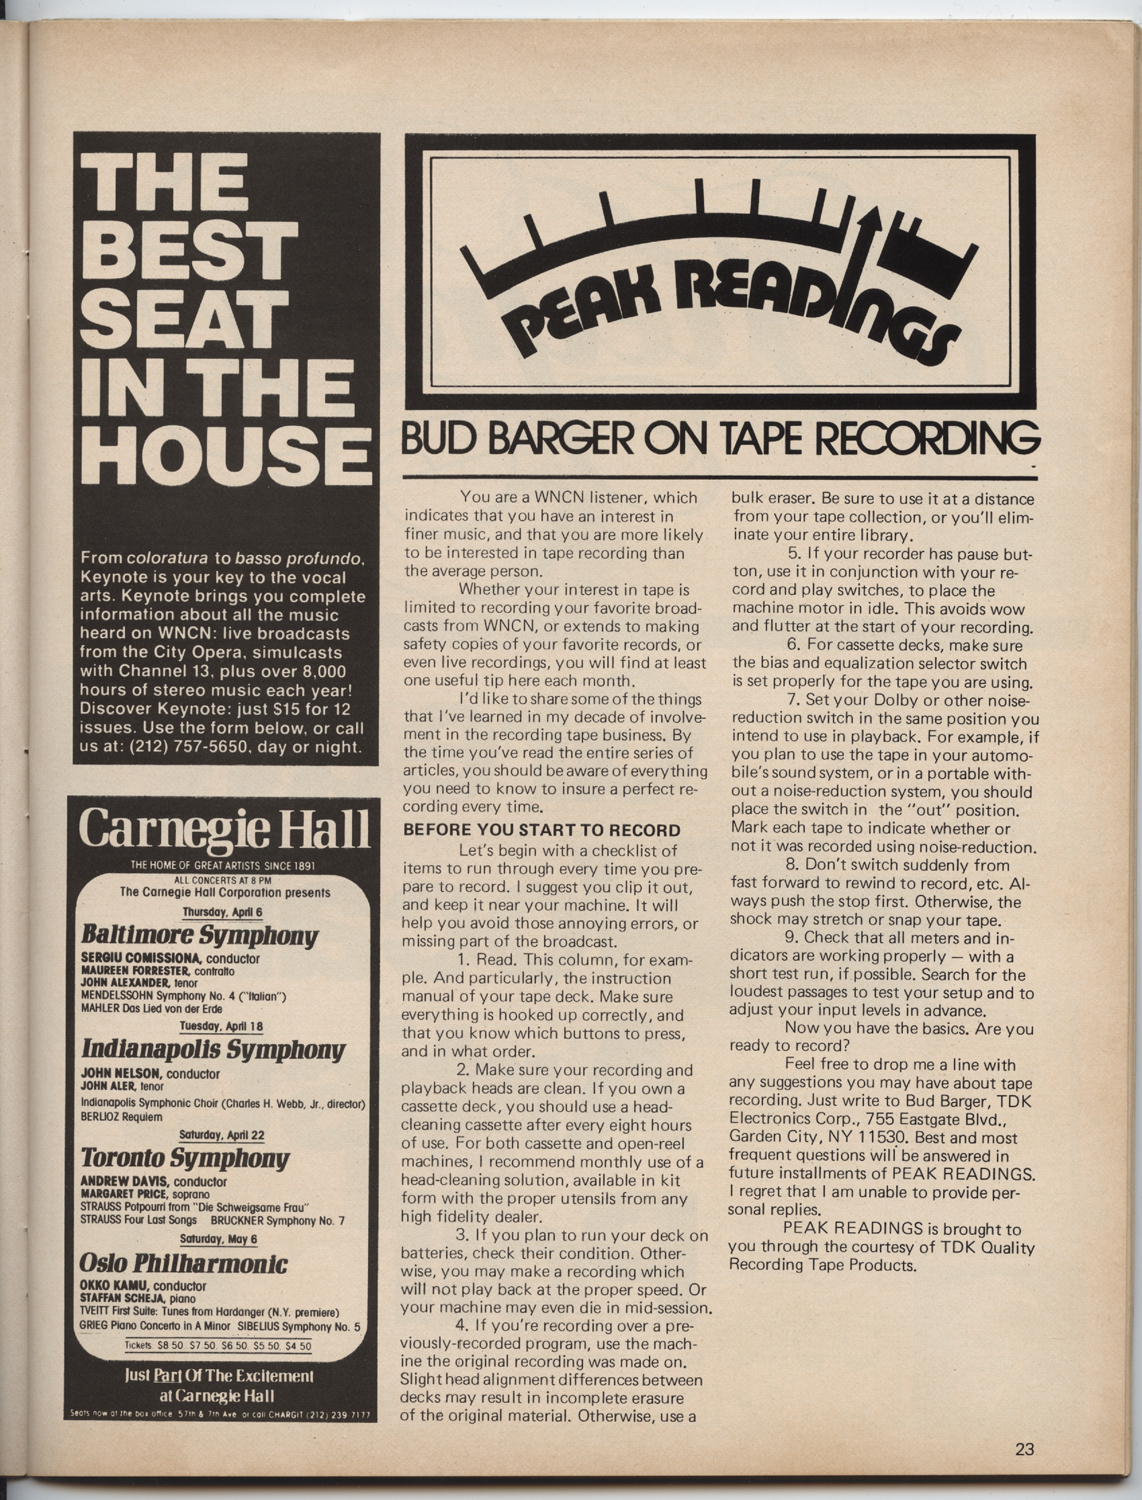 THE
BEST
SEAT
IN THE
HOUSE
From coloratura to basso profundo,
Keynote is your key to the vocal
arts. Keynote brings you complete
information about all the music
heard on WNCN: live broadcasts
from the City Opera, simulcasts
with Channel 13, plus over 8,000
hours of stereo music each year!
Discover Keynote: just $15 for 12
issues. Use the form below, or call
us at: (212) 757-5650, day or night.
Carnegie Hall
THE HOME OF GREAT ARTISTS SINCE 1891
ALL CONCERTS AT 8 PM
The Carnegie Hall Corporation presents
Thursday, April 6
Baltimore Symphony
SERGIU COMISSIONA, conductor
MAUREEN FORRESTER, contralto
JOHN ALEXANDER, tenor
MENDELSSOHN Symphony No. 4 ("Italian")
MAHLER Das Lied von der Erde
Tuesday, April 18
Indianapolis Symphony
JOHN NELSON, conductor
JOHN ALER, tenor
Indianapolis Symphonic Choir (Charles H. Webb, Jr., director)
BERLIOZ Requiem
Saturday, April 22
Toronto Symphony
ANDREW DAVIS, conductor
MARGARET PRICE, soprano
STRAUSS Potpourri from "Die Schweigsame Frau"
STRAUSS Four Last Songs BRUCKNER Symphony No. 7
Saturday, May 6
Oslo Philharmonic
OKKO KAMU, conductor
STAFFAN SCHEJA, piano
TVEITT First Suite: Tunes from Hardanger (N.Y. premiere)
GRIEG Piano Concerto in A Minor SIBELIUS Symphony No. 5
Tickets $8.50, $7.50, $6.50, $5.50, $4.50
Just Part Of The Excitement
at Carnegie Hall
Seats now at the box office 57th & 7th Ave or call CHARGIT (212) 239 7177
PEAK READINGS
BUD BARGER ON TAPE RECORDING
You are a WNCN listener, which
indicates that you have an interest in
finer music, and that you are more likely
to be interested in tape recording than
the average person.
Whether your interest in tape is
limited to recording your favorite broad-
casts from WNCN, or extends to making
safety copies of your favorite records, or
even live recordings, you will find at least
one useful tip here each month.
I'd like to share some of the things
that I've learned in my decade of involve-
ment in the recording tape business. By
the time you've read the entire series of
articles, you should be aware of everything
you need to know to insure a perfect re-
cording every time.
BEFORE YOU START TO RECORD
Let's begin with a checklist of
items to run through every time you pre-
pare to record. I suggest you clip it out,
and keep it near your machine. It will
help you avoid those annoying errors, or
missing part of the broadcast.
1. Read. This column, for exam-
ple. And particularly, the instruction
manual of your tape deck. Make sure
everything is hooked up correctly, and
that you know which buttons to press,
and in what order.
2. Make sure your recording and
playback heads are clean. If you own a
cassette deck, you should use a head-
cleaning cassette after every eight hours
of use. For both cassette and open-reel
machines, I recommend monthly use of a
head-cleaning solution, available in kit
form with the proper utensils from any
high fidelity dealer.
3. If you plan to run your deck on
batteries, check their condition. Other-
wise, you may make a recording which
will not play back at the proper speed. Or
your machine may even die in mid-session.
4. If you're recording over a pre-
viously-recorded program, use the mach-
ine the original recording was made on.
Slight head alignment differences between
decks may result in incomplete erasure
of the original material. Otherwise, use a
bulk eraser. Be sure to use it at a distance
from your tape collection, or you'll elim-
inate your entire library.
5. If your recorder has pause but-
ton, use it in conjunction with your re-
cord and play switches, to place the
machine motor in idle. This avoids wow
and flutter at the start of your recording.
6. For cassette decks, make sure
the bias and equalization selector switch
is set properly for the tape you are using.
7. Set your Dolby or other noise-
reduction switch in the same position you
intend to use in playback. For example, if
you plan to use the tape in your automo-
bile's sound system, or in a portable with-
out a noise-reduction system, you should
place the switch in the "out" position.
Mark each tape to indicate whether or
not it was recorded using noise-reduction.
8. Don't switch suddenly from
fast forward to rewind to record, etc. Al-
ways push the stop first. Otherwise, the
shock may stretch or snap your tape.
9. Check that all meters and in-
dicators are working properly — with a
short test run, if possible. Search for the
loudest passages to test your setup and to
adjust your input levels in advance.
Now you have the basics. Are you
ready to record?
Feel free to drop me a line with
any suggestions you may have about tape
recording. Just write to Bud Barger, TDK
Electronics Corp., 755 Eastgate Blvd.,
Garden City, NY 11530. Best and most
frequent questions will be answered in
future installments of PEAK READINGS.
I regret that I am unable to provide per-
sonal replies.
PEAK READINGS is brought to
you through the courtesy of TDK Quality
Recording Tape Products.
23